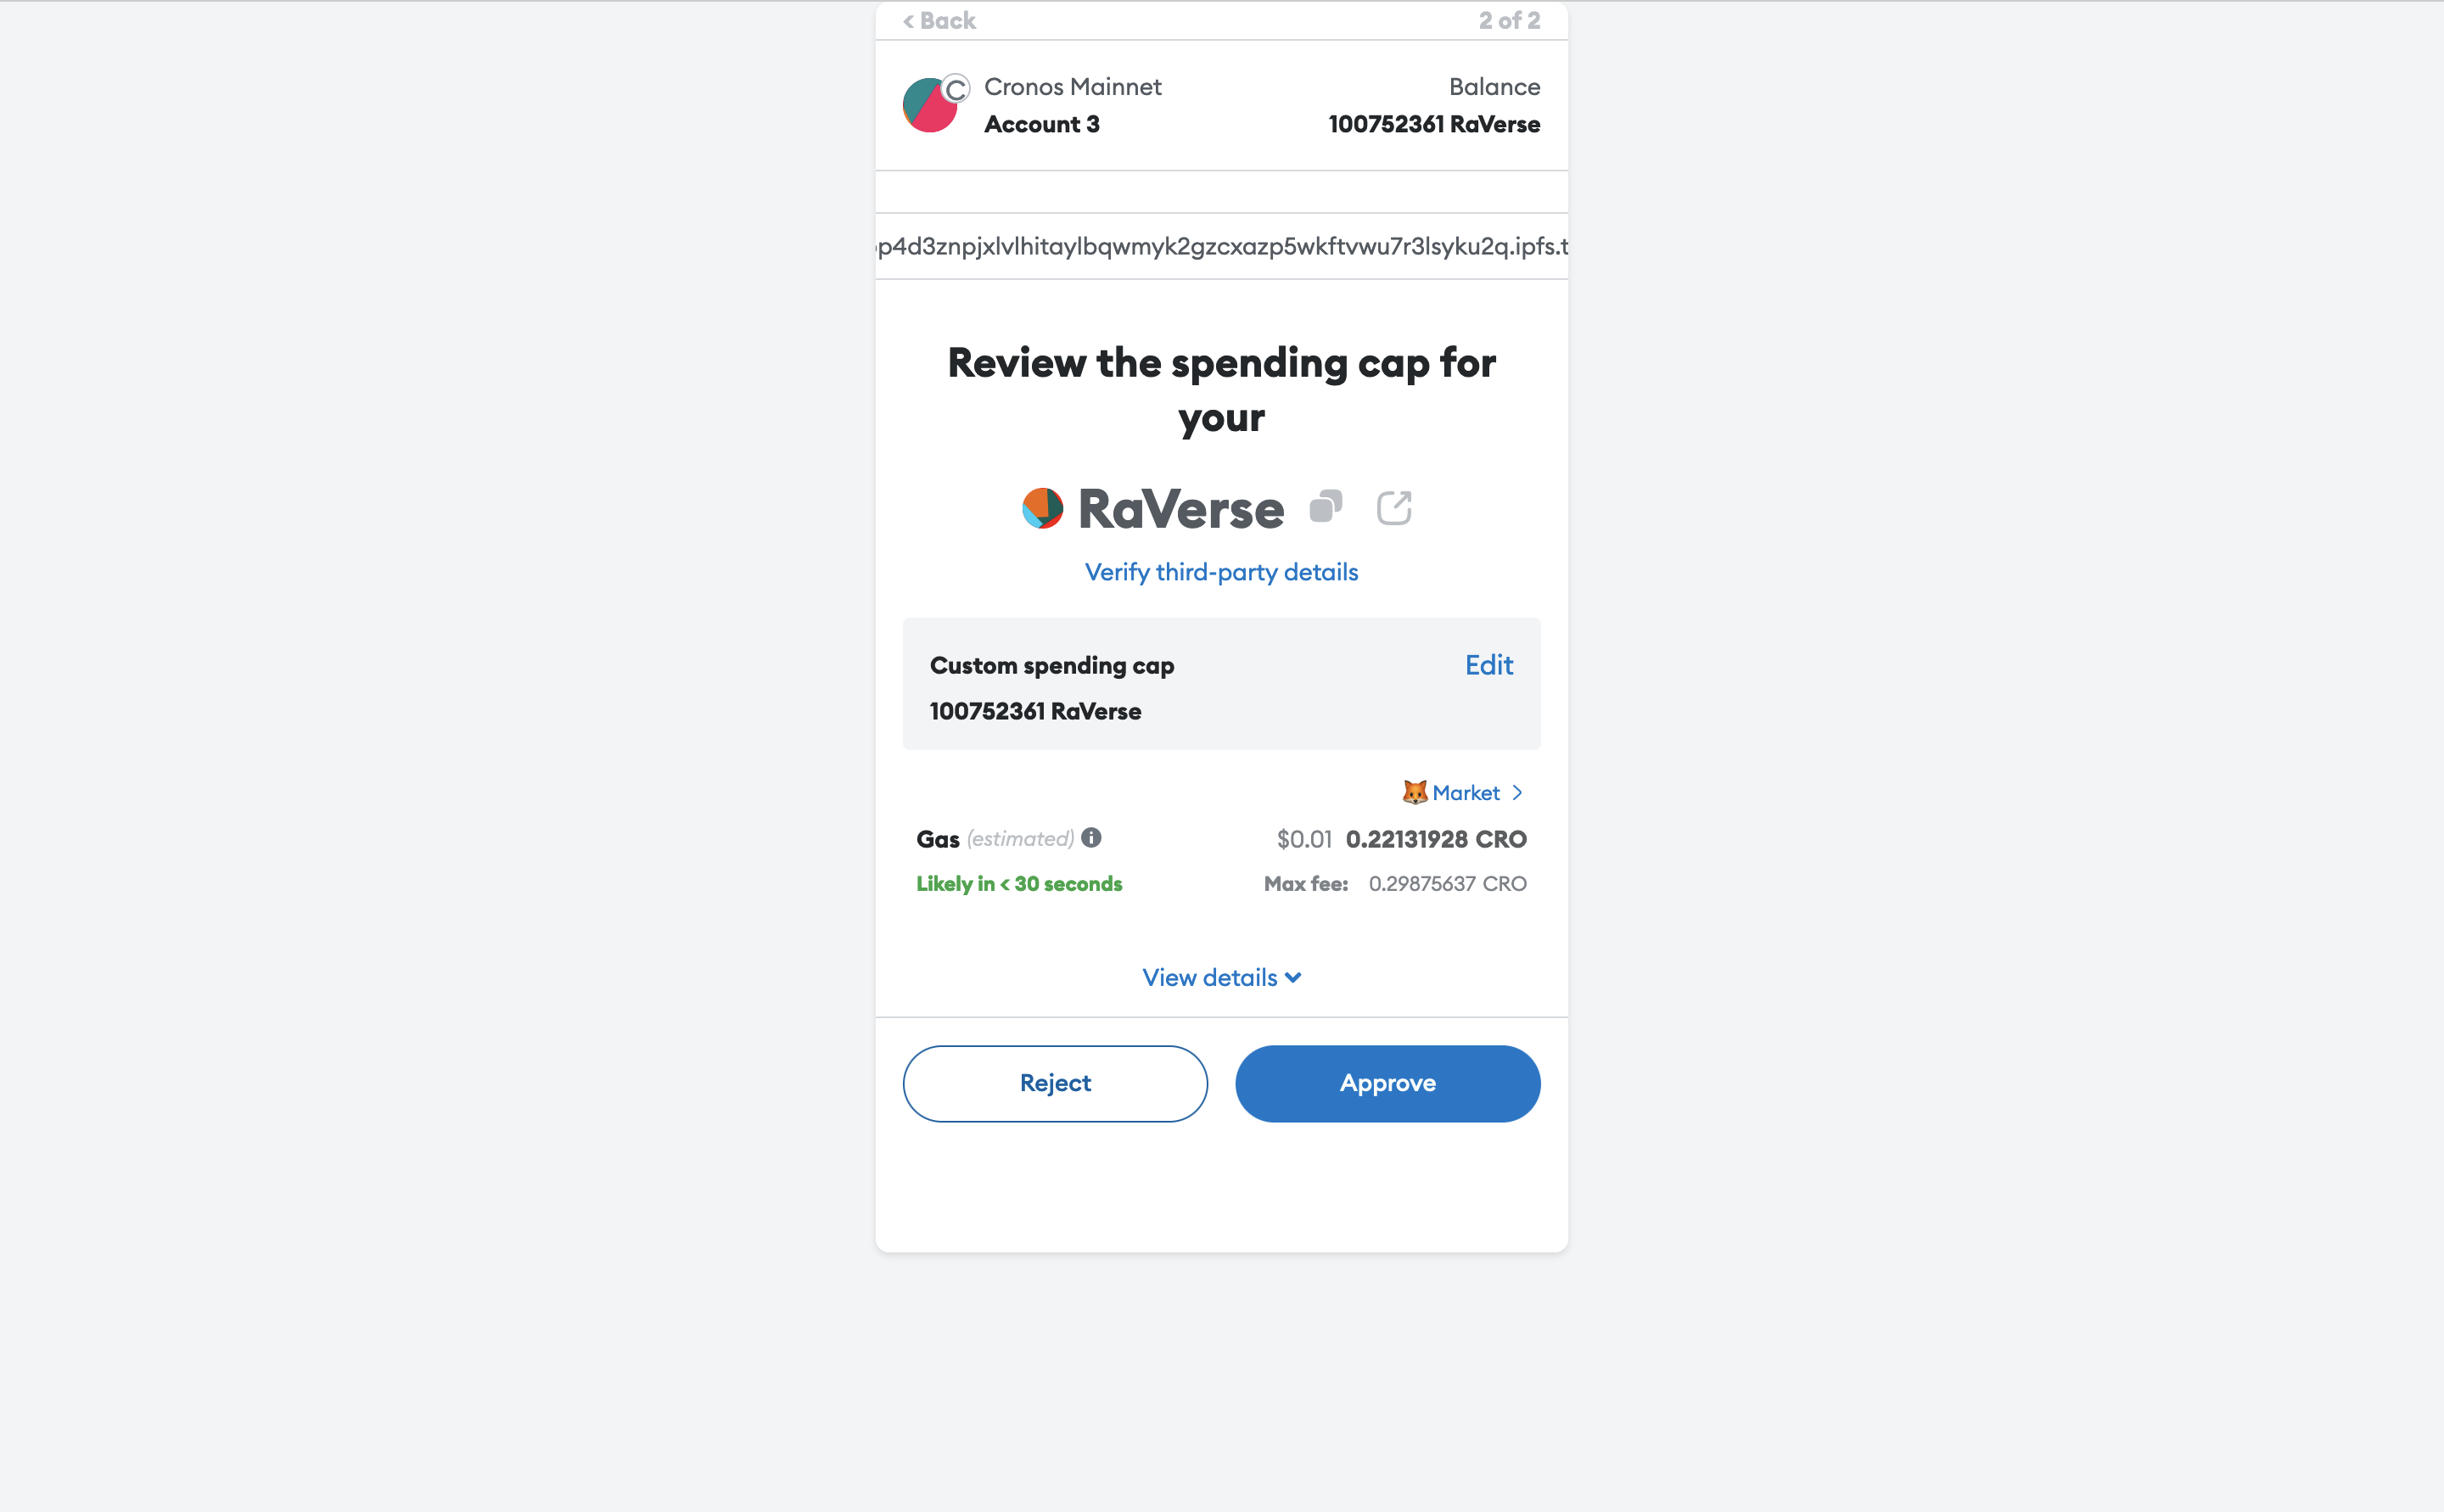 < Back 2 of 2
Cronos Mainnet Balance
Account 3 100752361 RaVerse
p4d3znpjxlvlhitaylbqwmyk2gzcxazp5wkftvwu7r3lsyku2q.ipfs.t
Review the spending cap for
your
RaVerse
Verify third-party details
Custom spending cap Edit
100752361 RaVerse
Market >
Gas (estimated) $0.01 0.22131928 CRO
Likely in < 30 seconds Max fee: 0.29875637 CRO
View details
Reject Approve